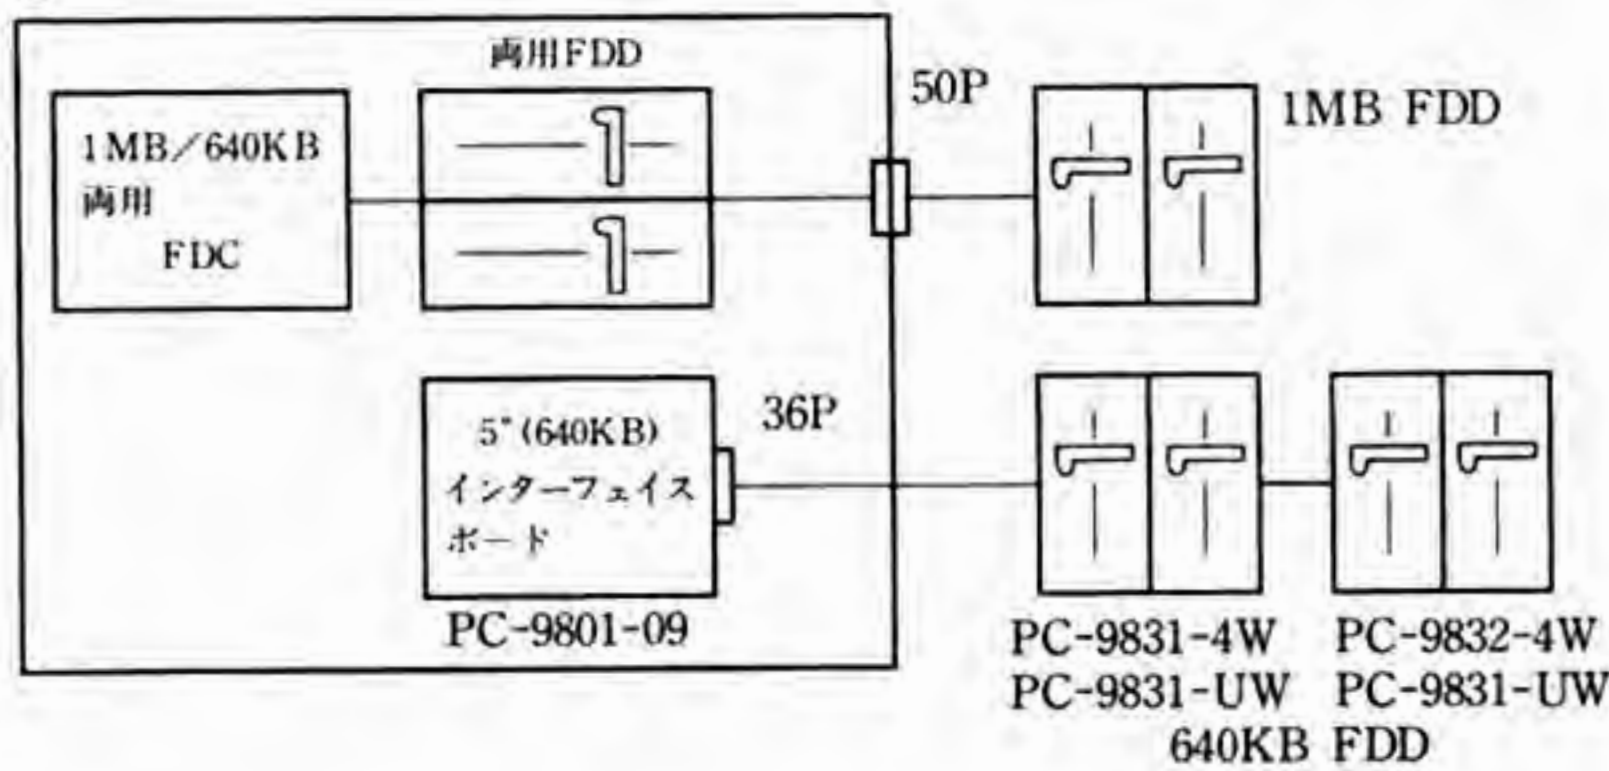 両用FDD
1MB/640KB
両用
FDC
50P
1MB FDD
5"(640KB)
インターフェイス
ボード
36P
PC-9801-09
PC-9831-4W PC-9832-4W
PC-9831-UW PC-9831-UW
640KB FDD